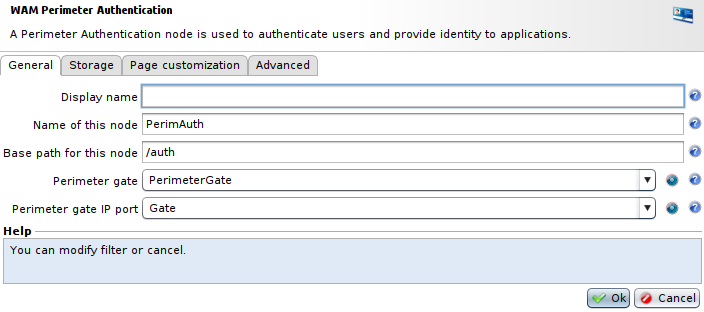 WAM Perimeter Authentication
A Perimeter Authentication node is used to authenticate users and provide identity to applications.
General Storage Page customization Advanced
Display name
Name of this node PerimAuth
Base path for this node /auth
Perimeter gate PerimeterGate
Perimeter gate IP port Gate
Help
You can modify filter or cancel.
Ok Cancel